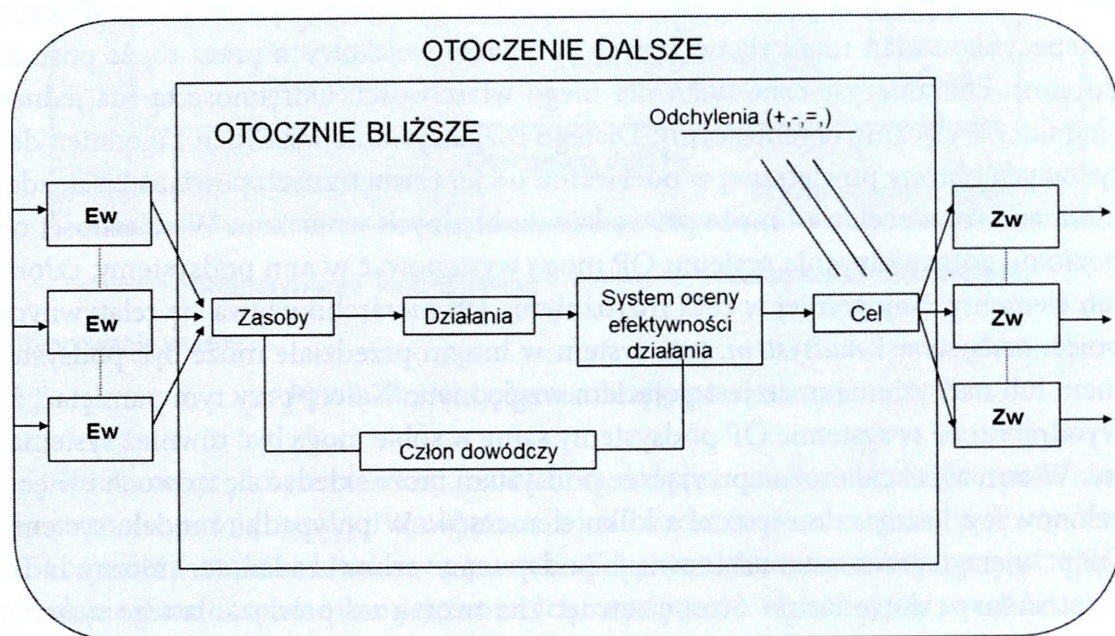 OTOCZENIE DALSZE
Odchylenia (+,-,=,)
OTOCZNIE BLIŻSZE
Ew
Zw
Ew
Zasoby
Działania
System oceny
efektywności
działania
Cel
Zw
Ew
Zw
Człon dowódczy